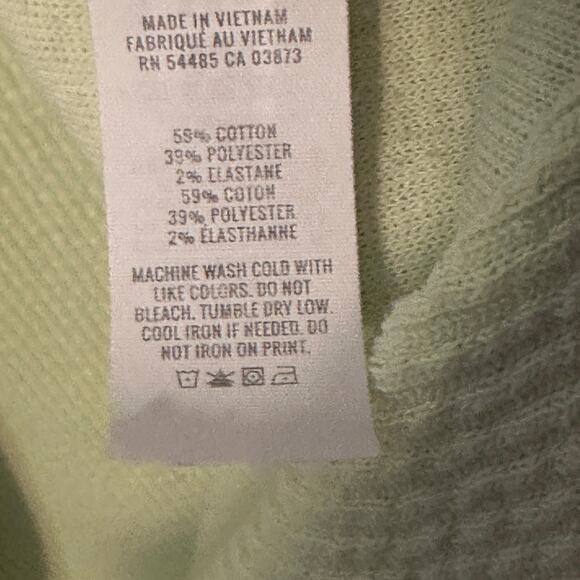 MADE IN VIETNAM
FABRIQUÉ AU VIETNAM
RN 54485 CA 03873
59% COTTON
39% POLYESTER
2% ELASTANE
59% COTON
39% POLYESTER
2% ÉLASTHANNE
MACHINE WASH COLD WITH
LIKE COLORS. DO NOT
BLEACH. TUMBLE DRY LOW.
COOL IRON IF NEEDED. DO
NOT IRON ON PRINT.